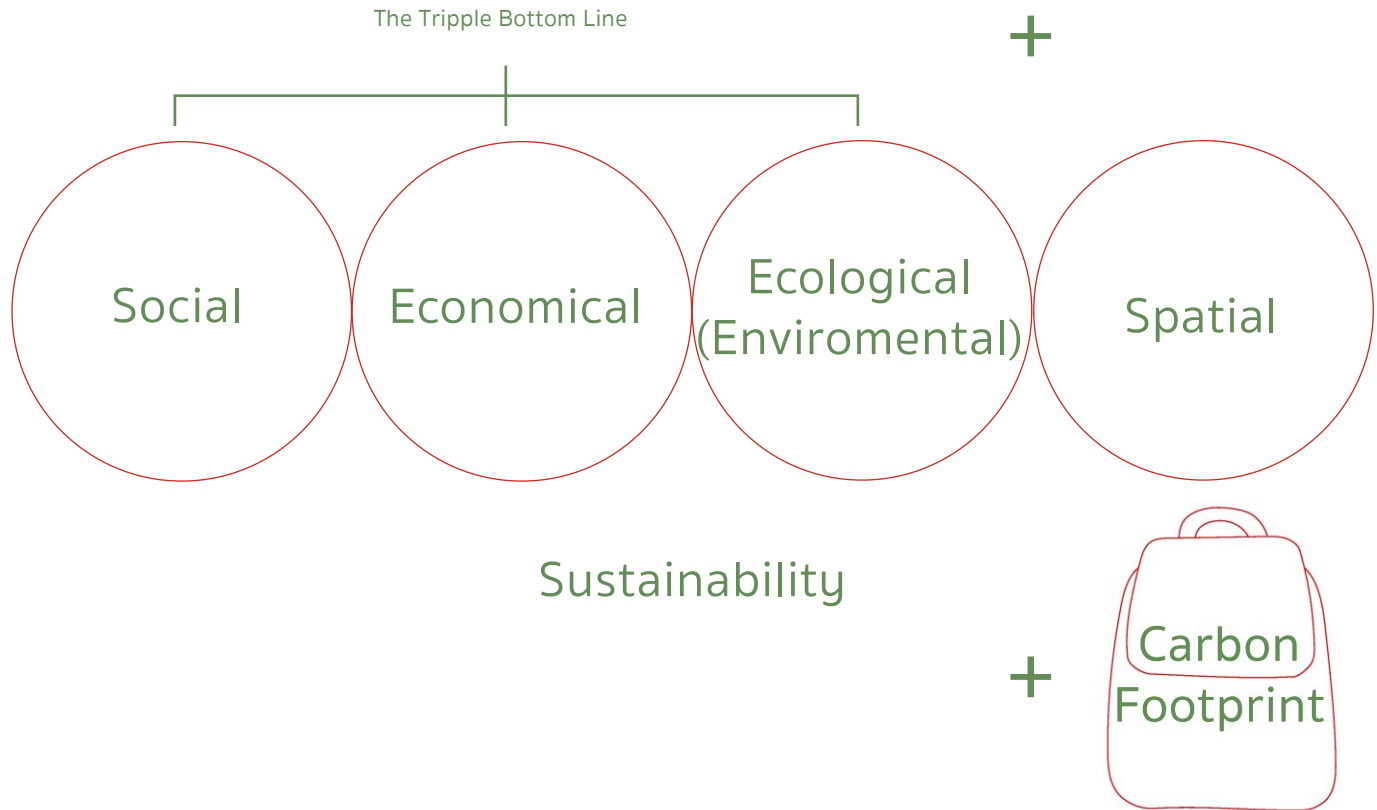 The Tripple Bottom Line
+
Social
Economical
Ecological
(Enviromental)
Spatial
Sustainability
+
Carbon
Footprint